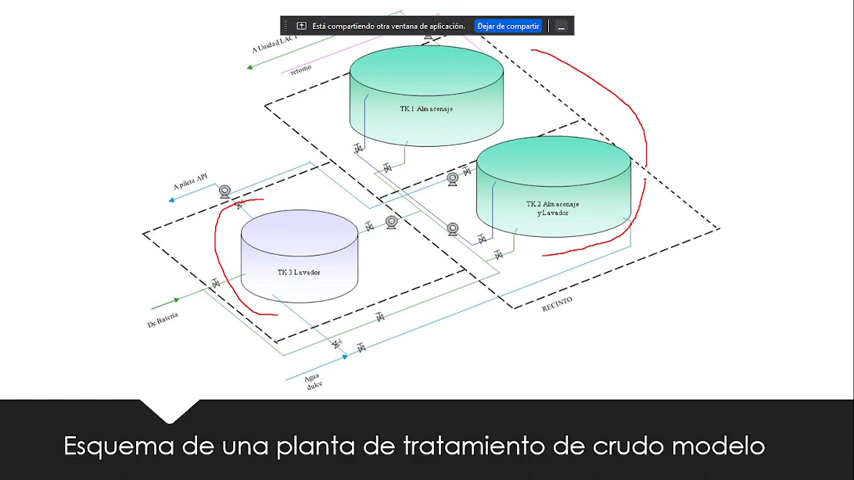 Está compartiendo otra ventana de aplicación.
Dejar de compartir
A Unidad LACT
retorno
TK 1 Almacenaje
A pileta API
TK 2 Almacenaje
y Lavador
TK 3 Lavador
De Batería
RECINTO
Agua
dulce
Esquema de una planta de tratamiento de crudo modelo